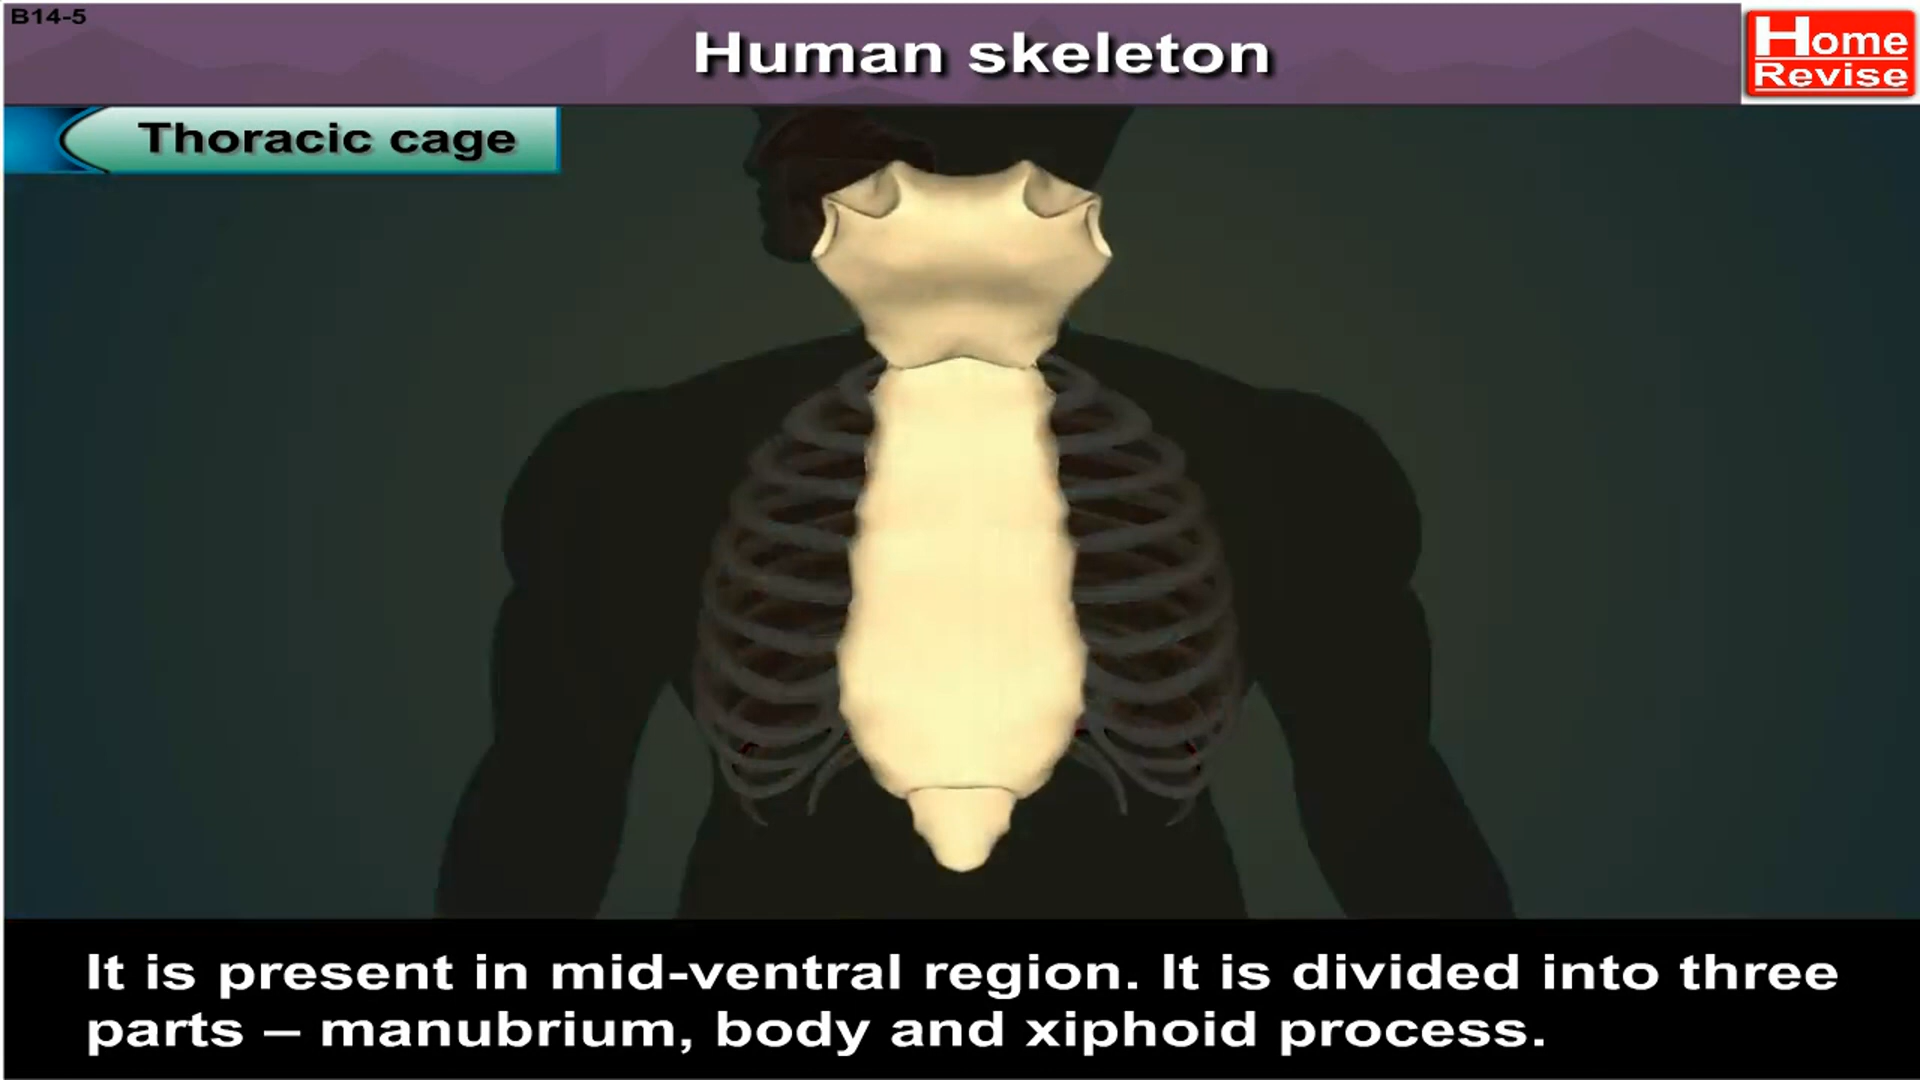 B14-5
Human skeleton
Home
Revise
Thoracic cage
It is present in mid-ventral region. It is divided into three
parts – manubrium, body and xiphoid process.